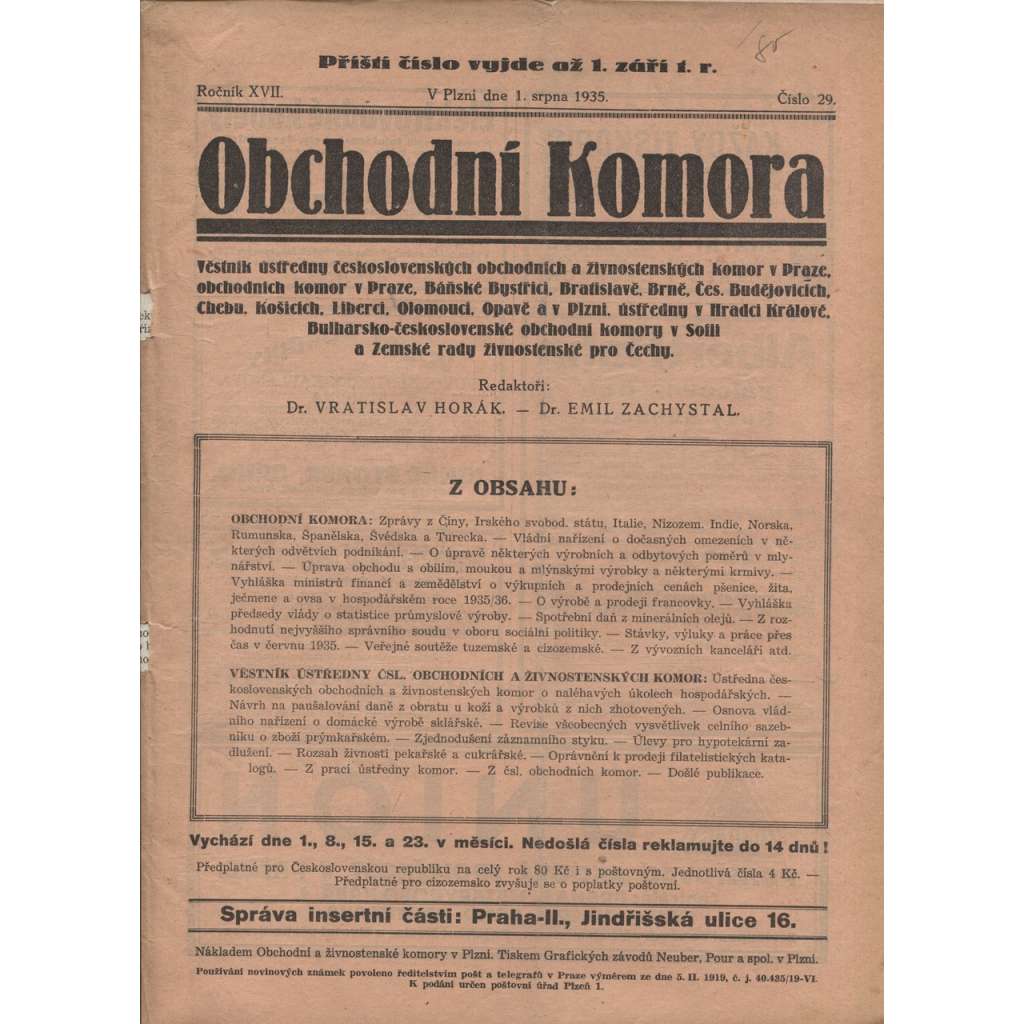 Příští číslo vyjde až 1. září t. r.
Ročník XVII. V Plzni dne 1. srpna 1935. Číslo 29.
Obchodní Komora
Věstník ústředny československých obchodních a živnostenských komor v Praze,
obchodních komor v Praze, Báňské Bystřici, Bratislavě, Brně, Čes. Budějovicích,
Chebu, Košicích, Liberci, Olomouci, Opavě a v Plzni, ústředny v Hradci Králové,
Bulharsko-československé obchodní komory v Sofii
a Zemské rady živnostenské pro Čechy.
Redaktoři:
Dr. VRATISLAV HORÁK. — Dr. EMIL ZACHYSTAL.
Z OBSAHU:
OBCHODNÍ KOMORA: Zprávy z Číny, Irského svobod. státu, Italie, Nizozem. Indie, Norska,
Rumunska, Španělska, Švédska a Turecka. — Vládní nařízení o dočasných omezeních v ně-
kterých odvětvích podnikání. — O úpravě některých výrobních a odbytových poměrů v mly-
nářství. — Úprava obchodu s obilím, moukou a mlýnskými výrobky a některými krmivy. —
Vyhláška ministrů financí a zemědělství o výkupních a prodejních cenách pšenice, žita,
ječmene a ovsa v hospodářském roce 1935/36. — O výrobě a prodeji francovky. — Vyhláška
předsedy vlády o statistice průmyslové výroby. — Spotřební daň z minerálních olejů. — Z roz-
hodnutí nejvyššího správního soudu v oboru sociální politiky. — Stávky, výluky a práce přes
čas v červnu 1935. — Veřejné soutěže tuzemské a cizozemské. — Z vývozních kanceláří atd.
VĚSTNÍK ÚSTŘEDNY ČSL. OBCHODNÍCH A ŽIVNOSTENSKÝCH KOMOR: Ústředna čes-
koslovenských obchodních a živnostenských komor o naléhavých úkolech hospodářských. —
Návrh na paušalování daně z obratu u koží a výrobků z nich zhotovených. — Osnova vlád-
ního nařízení o domácké výrobě sklářské. — Revise všeobecných vysvětlivek celního sazeb-
níku o zboží prýmkářském. — Zjednodušení záznamního styku. — Úlevy pro hypotekární za-
dlužení. — Rozsah živnosti pekařské a cukrářské. — Oprávnění k prodeji filatelistických kata-
logů. — Z prací ústředny komor. — Z čsl. obchodních komor. — Došlé publikace.
Vychází dne 1., 8., 15. a 23. v měsíci. Nedošlá čísla reklamujte do 14 dnů!
Předplatné pro Československou republiku na celý rok 80 Kč i s poštovným. Jednotlivá čísla 4 Kč. —
Předplatné pro cizozemsko zvyšuje se o poplatky poštovní.
Správa insertní části: Praha-II., Jindřišská ulice 16.
Nákladem Obchodní a živnostenské komory v Plzni. Tiskem Grafických závodů Neuber, Pour a spol. v Plzni.
Používání novinových známek povoleno ředitelstvím pošt a telegrafů v Praze výměrem ze dne 5. II. 1919, č. j. 40.435/19-VI.
K podání určen poštovní úřad Plzeň 1.